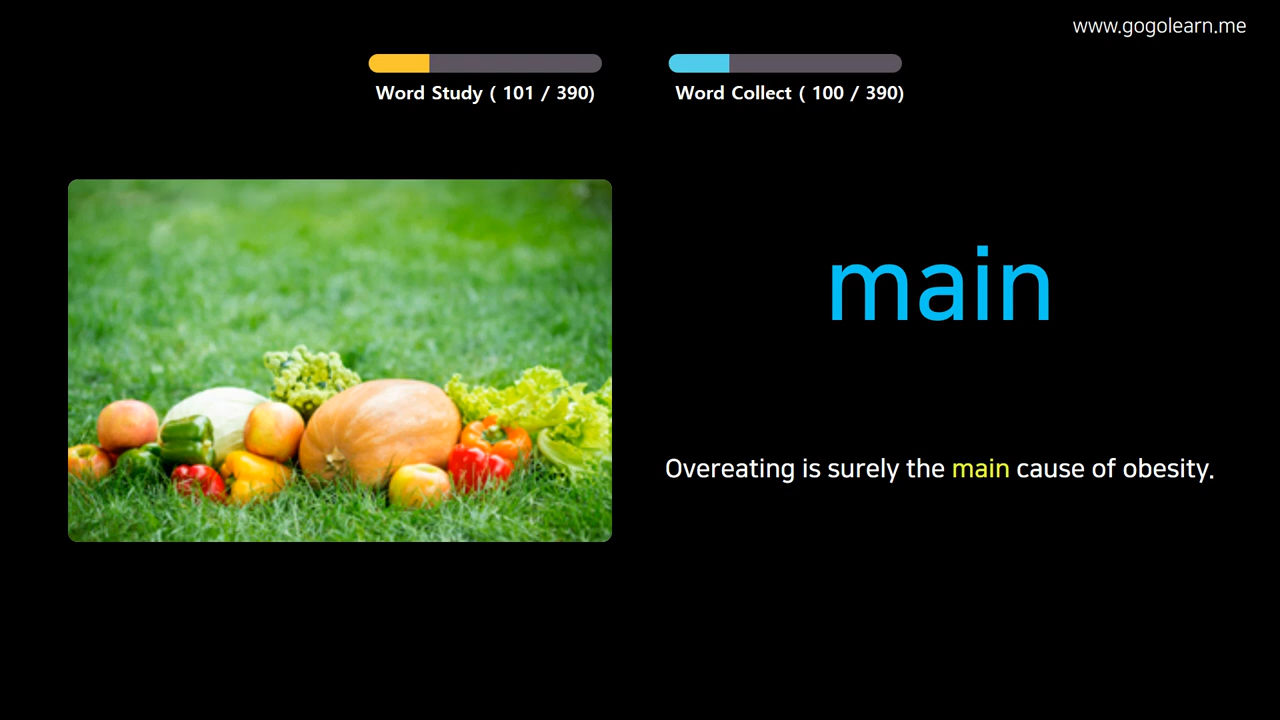 www.gogolearn.me
Word Study ( 101 / 390)
Word Collect ( 100 / 390)
main
Overeating is surely the main cause of obesity.